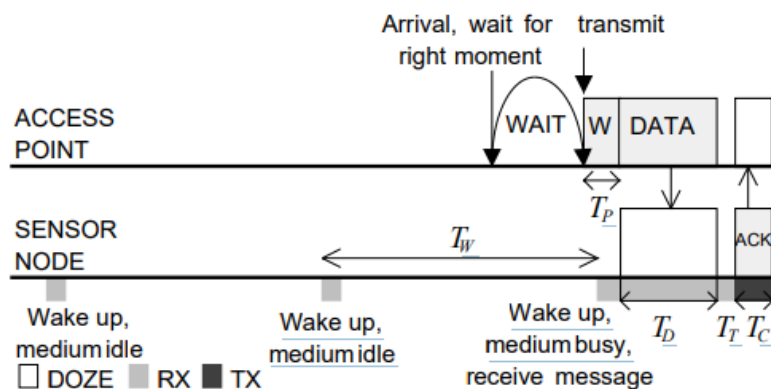 Arrival, wait for transmit
right moment
ACCESS
POINT
WAIT
W
DATA
T_P
SENSOR
NODE
T_W
ACK
Wake up,
medium idle
Wake up,
medium idle
Wake up,
medium busy,
receive message
T_D
T_T
T_C
DOZE RX TX